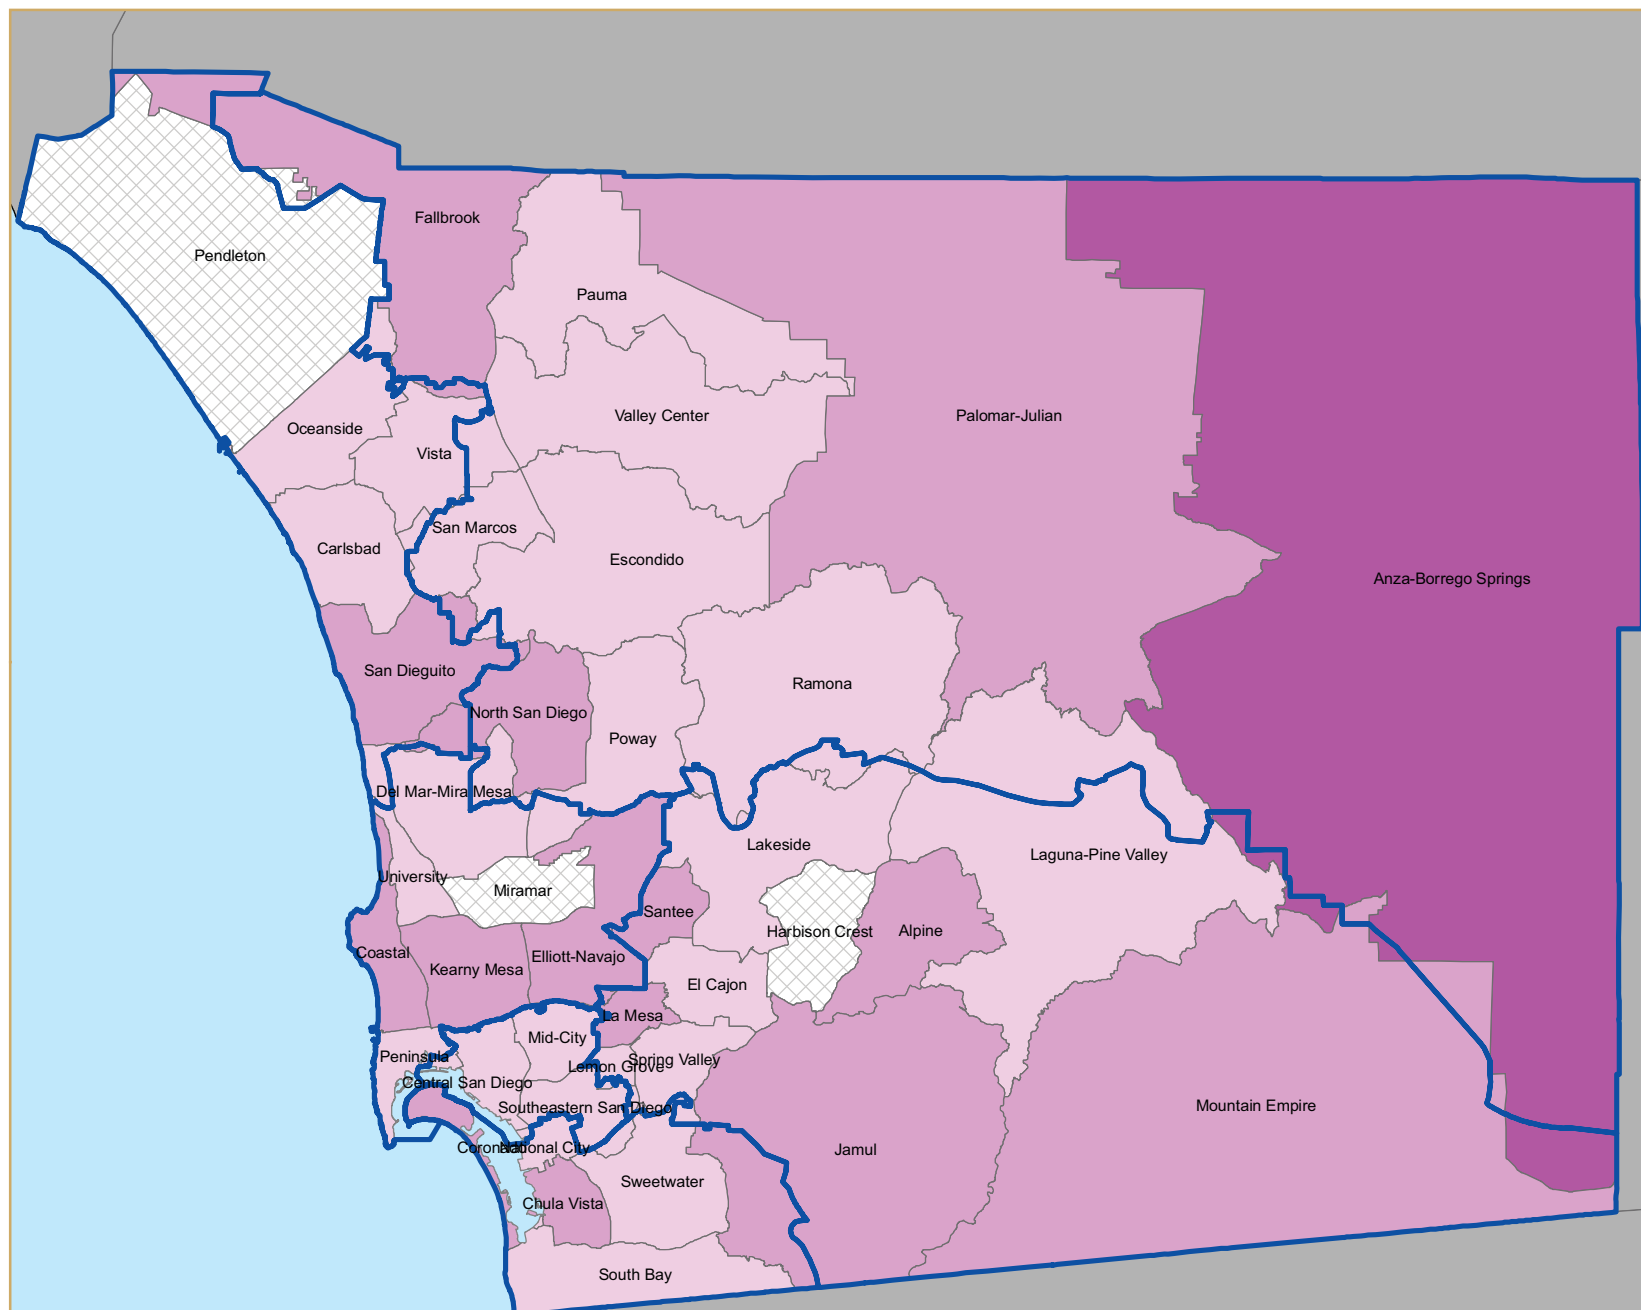 Fallbrook
Pendleton
Pauma
Valley Center
Palomar-Julian
Oceanside
Vista
San Marcos
Carlsbad
Escondido
Anza-Borrego Springs
San Dieguito
Ramona
North San Diego
Poway
Del Mar-Mira Mesa
Lakeside
Laguna-Pine Valley
University
Miramar
Santee
Harbison Crest
Alpine
Coastal
Elliott-Navajo
Kearny Mesa
El Cajon
La Mesa
Mid-City
Peninsula
Lemon Grove
Spring Valley
Central San Diego
Southeastern San Diego
Mountain Empire
Coronado
National City
Jamul
Sweetwater
Chula Vista
South Bay